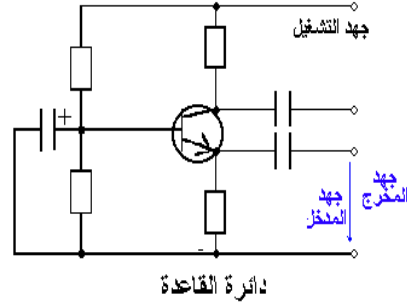 جهد التشغيل
+
جهد المخرج
جهد المدخل
-
دائرة القاعدة